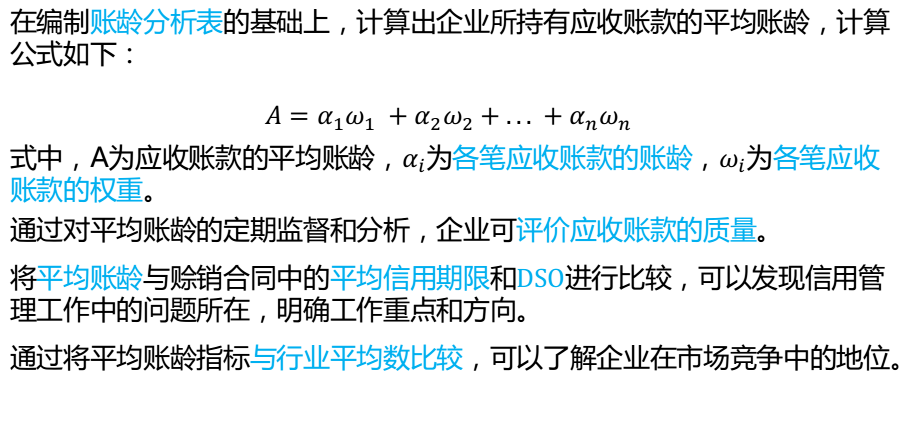 在编制账龄分析表的基础上，计算出企业所持有应收账款的平均账龄，计算
公式如下：
A = α₁ω₁ + α₂ω₂ + … + αₙωₙ
式中，A为应收账款的平均账龄，αᵢ为各笔应收账款的账龄，ωᵢ为各笔应收
账款的权重。
通过对平均账龄的定期监督和分析，企业可评价应收账款的质量。
将平均账龄与赊销合同中的平均信用期限和DSO进行比较，可以发现信用管
理工作中的问题所在，明确工作重点和方向。
通过将平均账龄指标与行业平均数比较，可以了解企业在市场竞争中的地位。